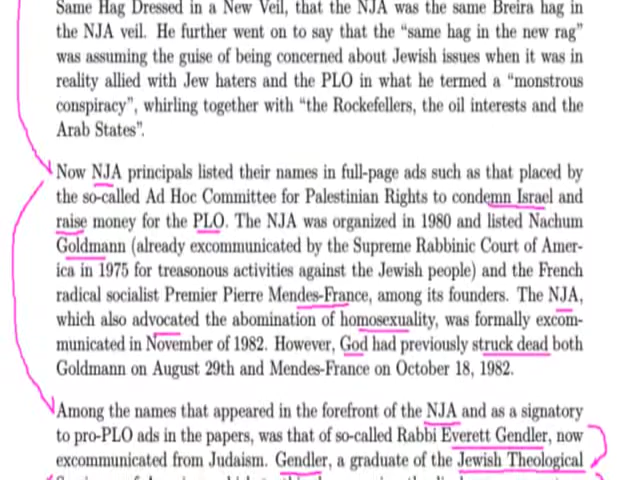 Same Hag Dressed in a New Veil, that the NJA was the same Breira hag in
the NJA veil. He further went on to say that the “same hag in the new rag”
was assuming the guise of being concerned about Jewish issues when it was in
reality allied with Jew haters and the PLO in what he termed a “monstrous
conspiracy”, whirling together with “the Rockefellers, the oil interests and the
Arab States”.
Now NJA principals listed their names in full-page ads such as that placed by
the so-called Ad Hoc Committee for Palestinian Rights to condemn Israel and
raise money for the PLO. The NJA was organized in 1980 and listed Nachum
Goldmann (already excommunicated by the Supreme Rabbinic Court of Amer-
ica in 1975 for treasonous activities against the Jewish people) and the French
radical socialist Premier Pierre Mendes-France, among its founders. The NJA,
which also advocated the abomination of homosexuality, was formally excom-
municated in November of 1982. However, God had previously struck dead both
Goldmann on August 29th and Mendes-France on October 18, 1982.
Among the names that appeared in the forefront of the NJA and as a signatory
to pro-PLO ads in the papers, was that of so-called Rabbi Everett Gendler, now
excommunicated from Judaism. Gendler, a graduate of the Jewish Theological